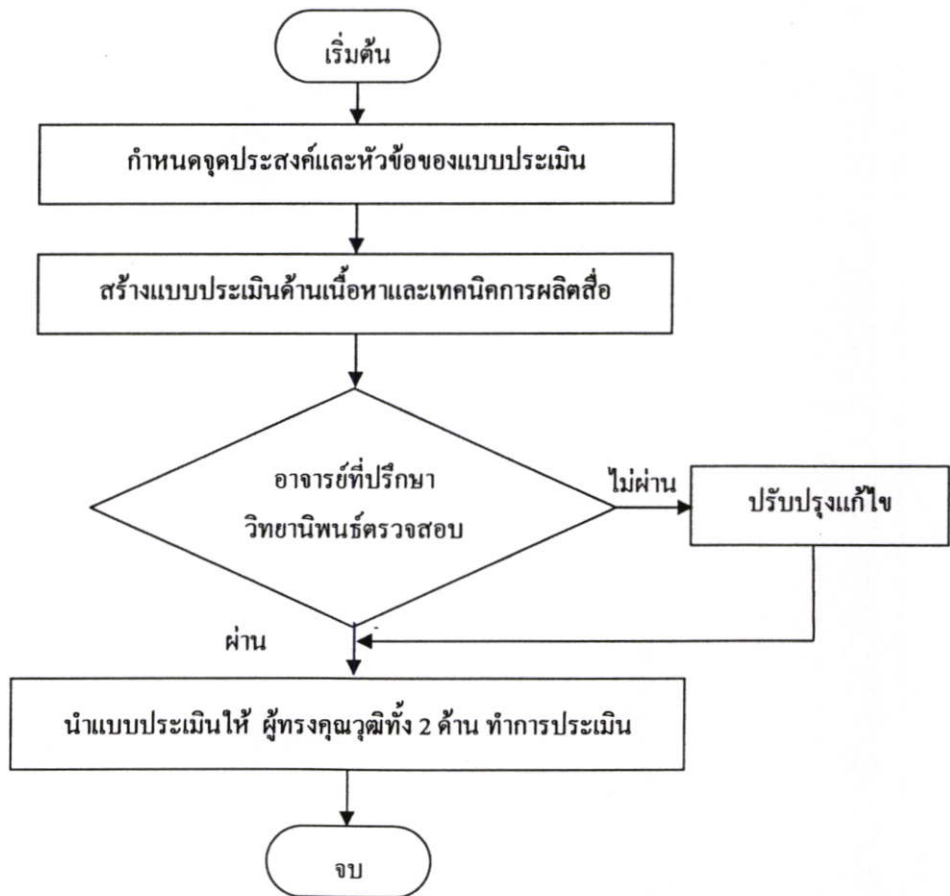 เริ่มต้น
กำหนดจุดประสงค์และหัวข้อของแบบประเมิน
สร้างแบบประเมินด้านเนื้อหาและเทคนิคการผลิตสื่อ
อาจารย์ที่ปรึกษา
วิทยานิพนธ์ตรวจสอบ
ไม่ผ่าน
ปรับปรุงแก้ไข
ผ่าน
นำแบบประเมินให้ ผู้ทรงคุณวุฒิทั้ง 2 ด้าน ทำการประเมิน
จบ